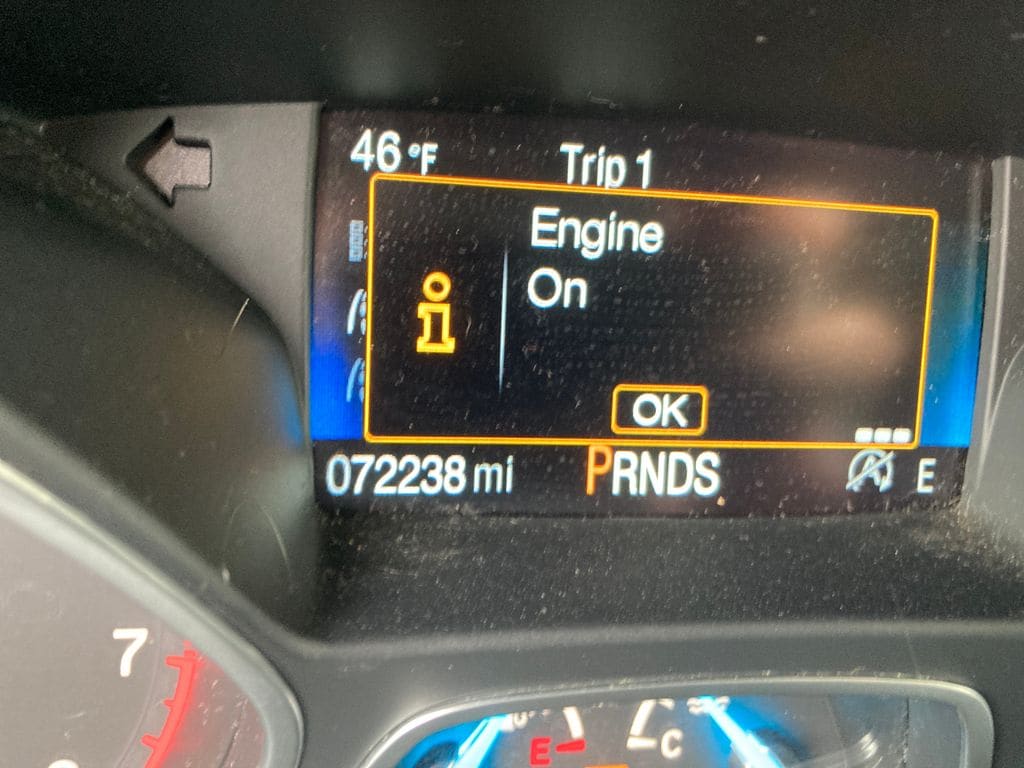 46 °F Trip 1
Engine
On
i
OK
072238 mi PRNDS A E
7
E C